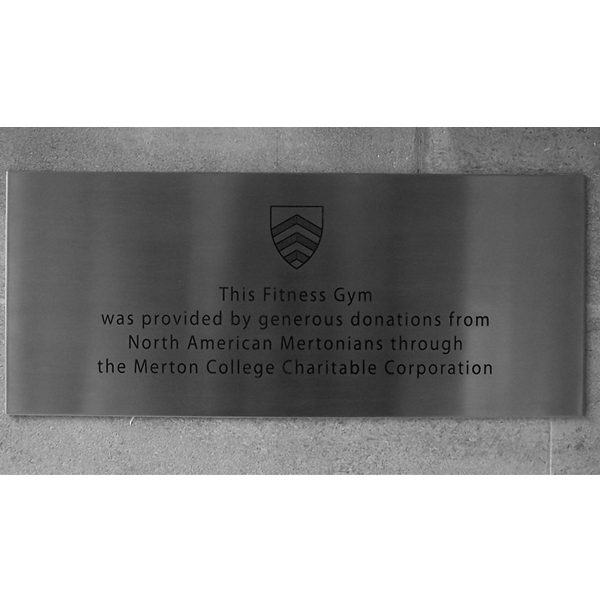 This Fitness Gym
was provided by generous donations from
North American Mertonians through
the Merton College Charitable Corporation